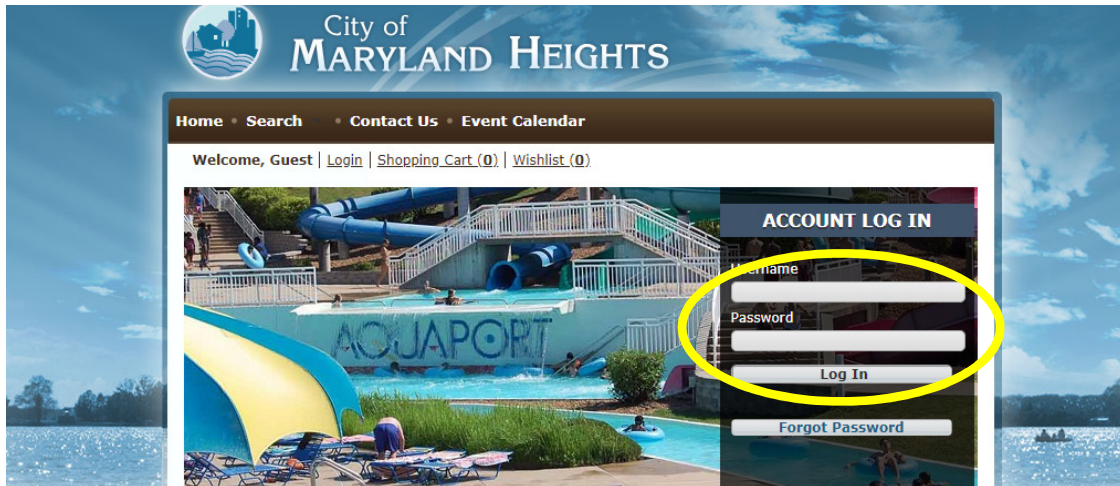 City of
MARYLAND HEIGHTS
Home • Search • Contact Us • Event Calendar
Welcome, Guest | Login | Shopping Cart (0) | Wishlist (0)
AQUAPORT
ACCOUNT LOG IN
Username
Password
Log In
Forgot Password